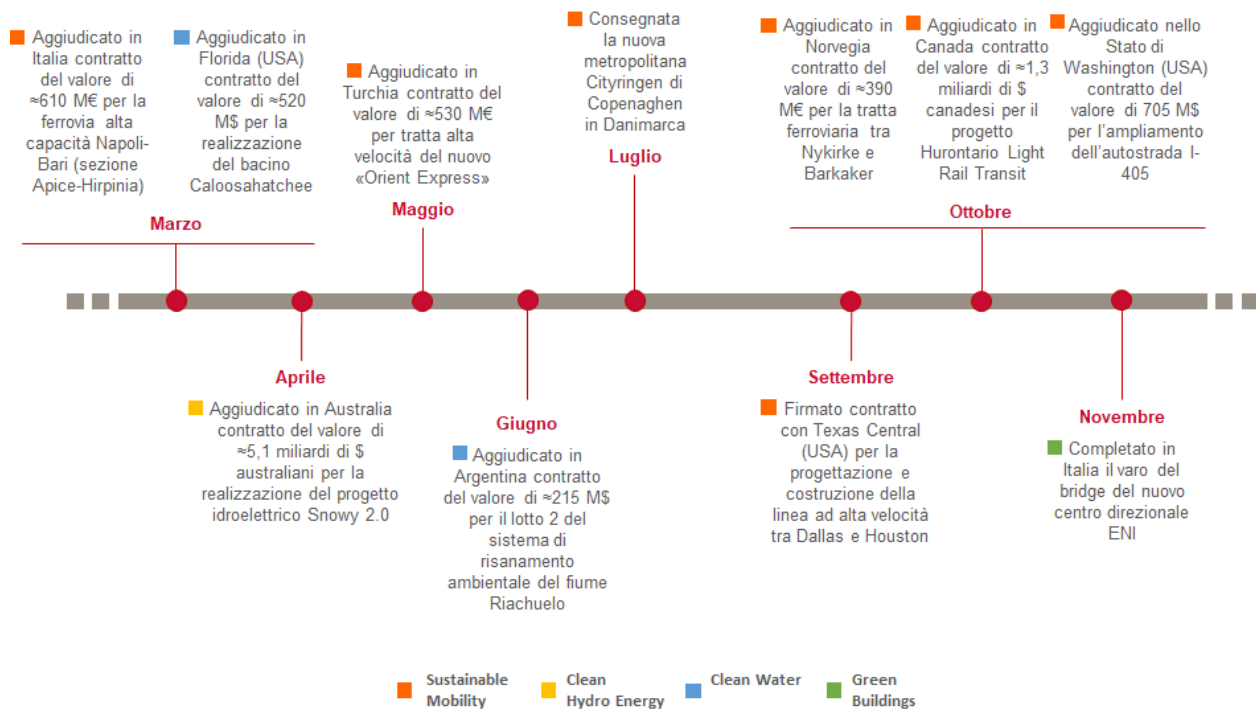 Aggiudicato in
Italia contratto
del valore di
≈610 M€ per la
ferrovia alta
capacità Napoli-
Bari (sezione
Apice-Hirpinia)
Aggiudicato in
Florida (USA)
contratto del
valore di ≈520
M$ per la
realizzazione
del bacino
Caloosahatchee
Marzo
Aggiudicato in
Turchia contratto del
valore di ≈530 M€
per tratta alta
velocità del nuovo
«Orient Express»
Maggio
Consegnata
la nuova
metropolitana
Cityringen di
Copenaghen
in Danimarca
Luglio
Aggiudicato in
Norvegia
contratto del
valore di ≈390
M€ per la tratta
ferroviaria tra
Nykirke e
Barkaker
Aggiudicato in
Canada contratto
del valore di ≈1,3
miliardi di $
canadesi per il
progetto
Hurontario Light
Rail Transit
Aggiudicato nello
Stato di
Washington (USA)
contratto del
valore di 705 M$
per l'ampliamento
dell'autostrada I-
405
Ottobre
Aprile
Aggiudicato in Australia
contratto del valore di
≈5,1 miliardi di $
australiani per la
realizzazione del progetto
idroelettrico Snowy 2.0
Giugno
Aggiudicato in
Argentina contratto
del valore di ≈215 M$
per il lotto 2 del
sistema di
risanamento
ambientale del fiume
Riachuelo
Settembre
Firmato contratto
con Texas Central
(USA) per la
progettazione e
costruzione della
linea ad alta velocità
tra Dallas e Houston
Novembre
Completato in
Italia il varo del
bridge del nuovo
centro direzionale
ENI
Sustainable
Mobility
Clean
Hydro Energy
Clean Water
Green
Buildings